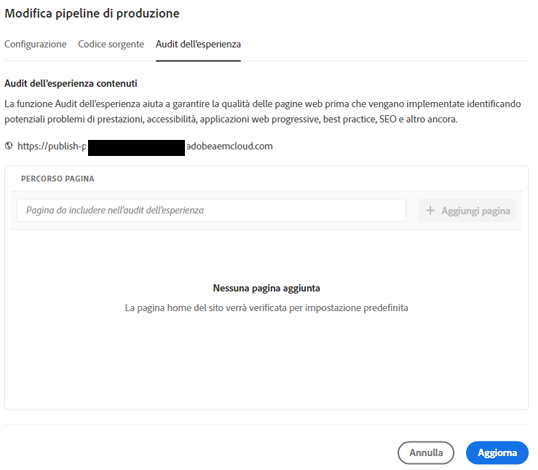 Modifica pipeline di produzione
Configurazione Codice sorgente Audit dell'esperienza
Audit dell'esperienza contenuti
La funzione Audit dell'esperienza aiuta a garantire la qualità delle pagine web prima che vengano implementate identificando
potenziali problemi di prestazioni, accessibilità, applicazioni web progressive, best practice, SEO e altro ancora.
https://publish-p adobeaemcloud.com
PERCORSO PAGINA
Pagina da includere nell'audit dell'esperienza + Aggiungi pagina
Nessuna pagina aggiunta
La pagina home del sito verrà verificata per impostazione predefinita
Annulla Aggiorna